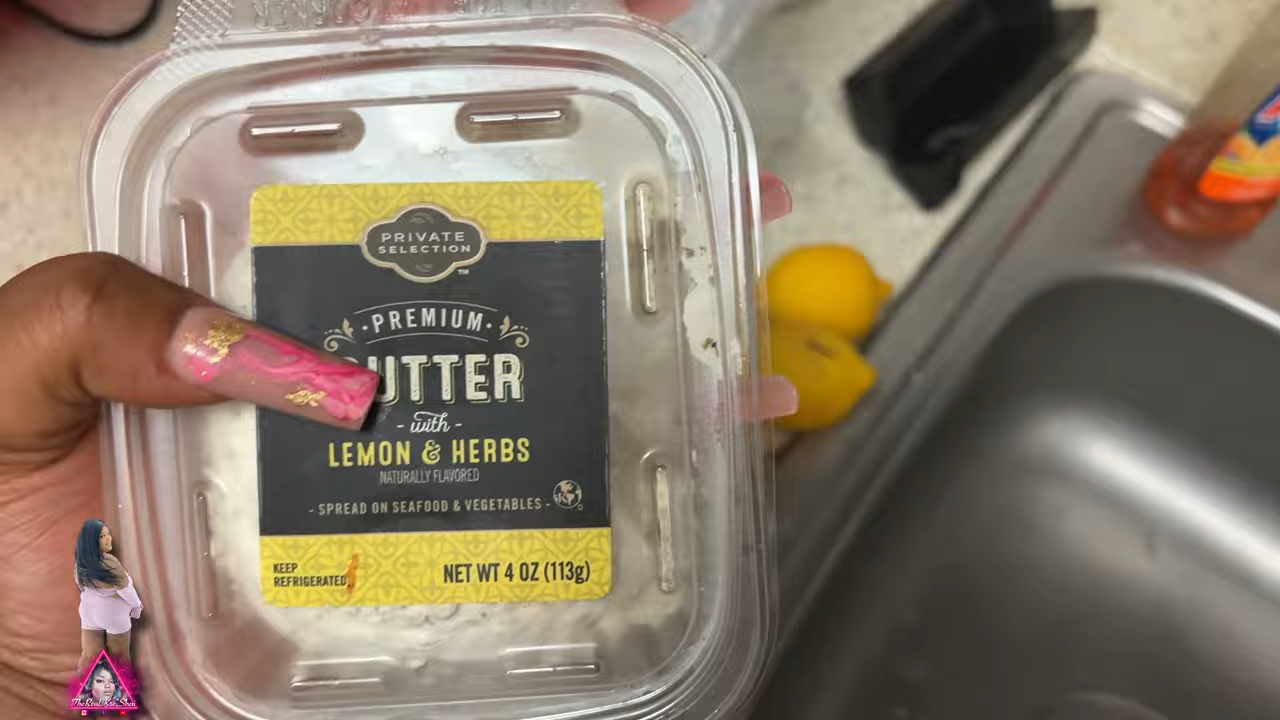 PRIVATE
SELECTION
™
PREMIUM
UTTER
- with -
LEMON & HERBS
NATURALLY FLAVORED
- SPREAD ON SEAFOOD & VEGETABLES -
KEEP
REFRIGERATED
NET WT 4 OZ (113g)